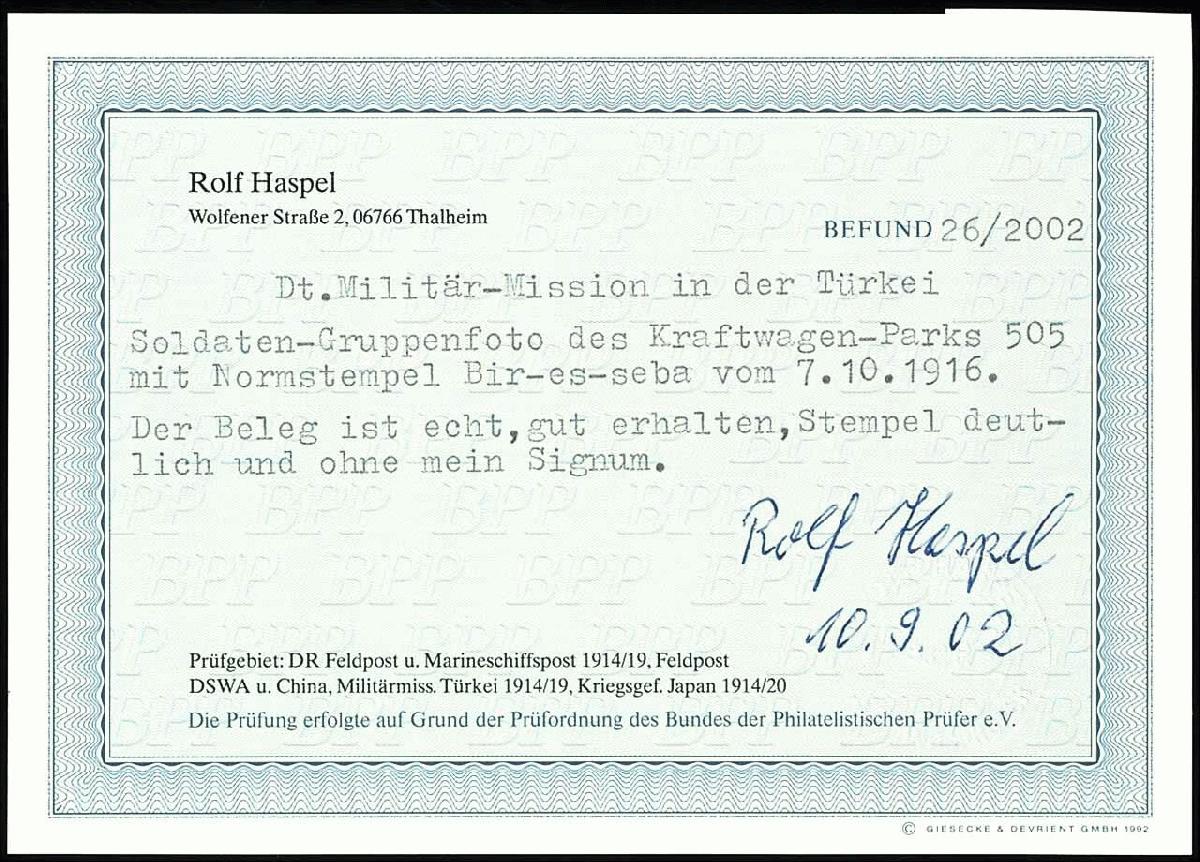 Rolf Haspel
Wolfener Straße 2, 06766 Thalheim
BEFUND 26/2002
Dt.Militär-Mission in der Türkei
Soldaten-Gruppenfoto des Kraftwagen-Parks 505
mit Normstempel Bir-es-seba vom 7.10.1916.
Der Beleg ist echt,gut erhalten,Stempel deut-
lich und ohne mein Signum.
Rolf Haspel
10.9.02
Prüfgebiet: DR Feldpost u. Marineschiffspost 1914/19, Feldpost
DSWA u. China, Militärmiss. Türkei 1914/19, Kriegsgef. Japan 1914/20
Die Prüfung erfolgte auf Grund der Prüfordnung des Bundes der Philatelistischen Prüfer e.V.
© GIESECKE & DEVRIENT GMBH 1992